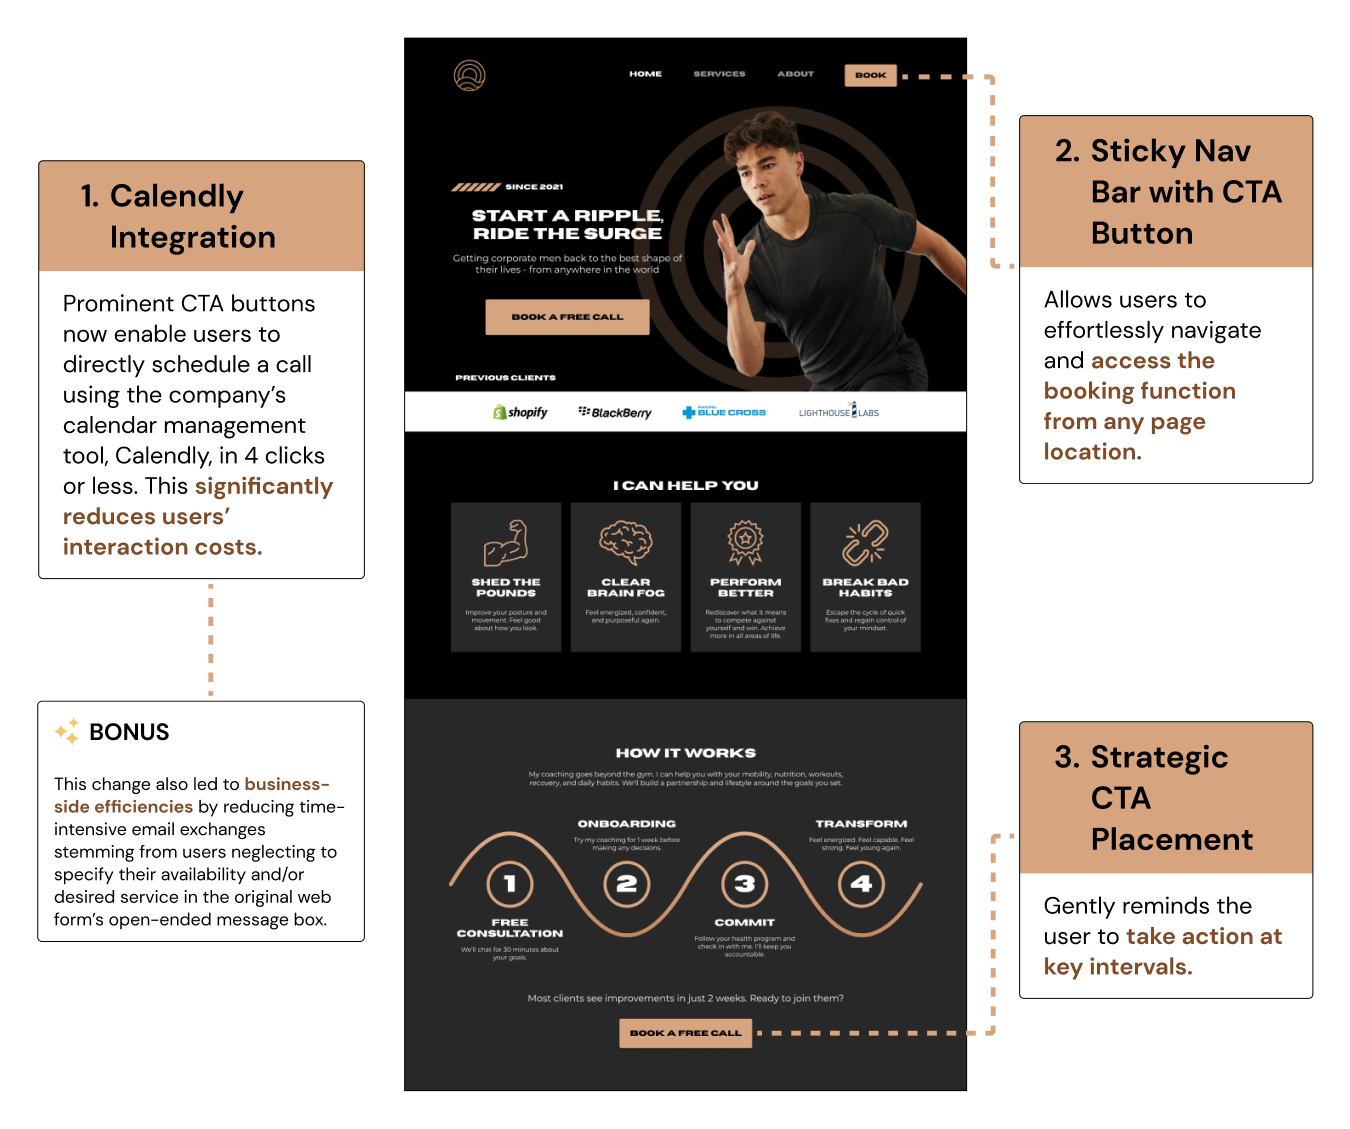 HOME SERVICES ABOUT BOOK
SINCE 2021
START A RIPPLE,
RIDE THE SURGE
Getting corporate men back to the best shape of
their lives - from anywhere in the world
BOOK A FREE CALL
PREVIOUS CLIENTS
shopify
BlackBerry
PACIFIC
BLUE CROSS
LIGHTHOUSE LABS
I CAN HELP YOU
SHED THE
POUNDS
Improve your posture and
movement. Feel good
about how you look.
CLEAR
BRAIN FOG
Feel energized, confident,
and purposeful again.
PERFORM
BETTER
Rediscover what it means
to compete against
yourself and win. Achieve
more in all areas of life.
BREAK BAD
HABITS
Escape the cycle of quick
fixes and regain control of
your mindset.
HOW IT WORKS
My coaching goes beyond the gym. I can help you with your mobility, nutrition, workouts,
recovery, and daily habits. We'll build a partnership and lifestyle around the goals you set.
1
FREE
CONSULTATION
We'll chat for 30 minutes about
your goals.
ONBOARDING
Try my coaching for 1 week before
making any decisions.
2
3
COMMIT
Follow your health program and
check in with me. I'll keep you
accountable.
TRANSFORM
Feel energized. Feel capable. Feel
strong. Feel young again.
4
Most clients see improvements in just 2 weeks. Ready to join them?
BOOK A FREE CALL
1. Calendly
Integration
Prominent CTA buttons
now enable users to
directly schedule a call
using the company's
calendar management
tool, Calendly, in 4 clicks
or less. This significantly
reduces users'
interaction costs.
BONUS
This change also led to business-
side efficiencies by reducing time-
intensive email exchanges
stemming from users neglecting to
specify their availability and/or
desired service in the original web
form's open-ended message box.
2. Sticky Nav
Bar with CTA
Button
Allows users to
effortlessly navigate
and access the
booking function
from any page
location.
3. Strategic
CTA
Placement
Gently reminds the
user to take action at
key intervals.